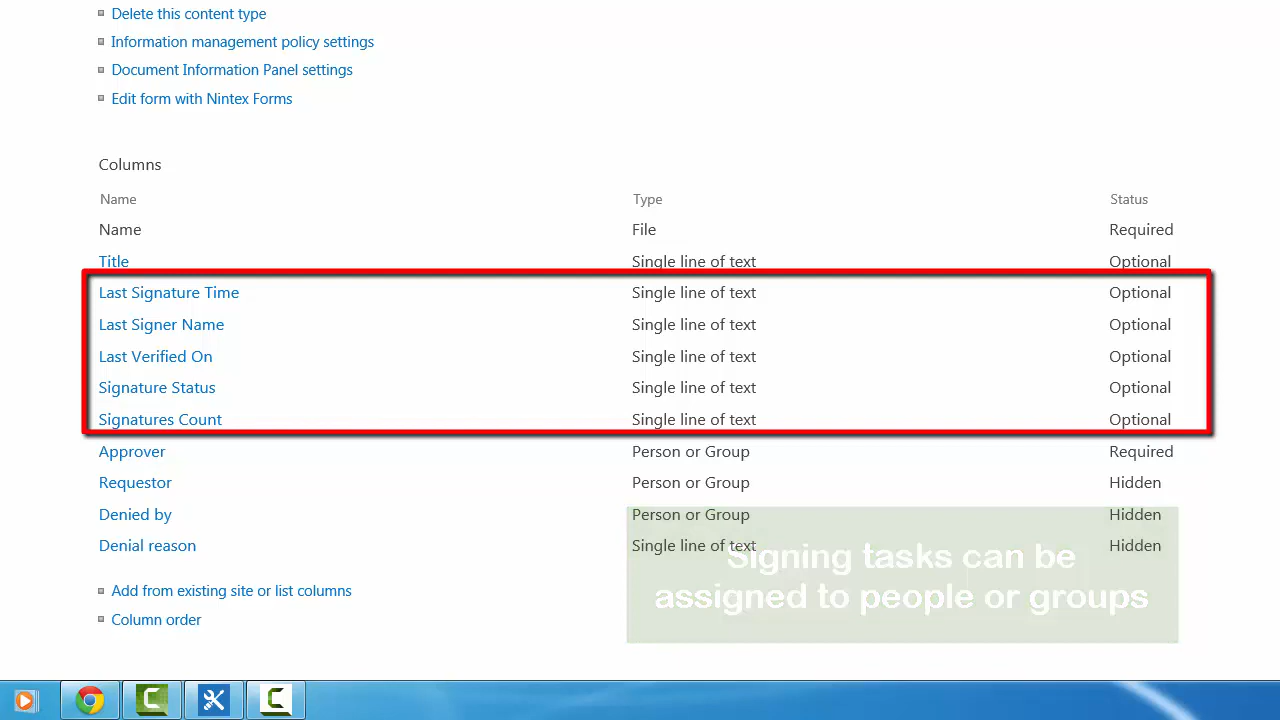 Delete this content type
Information management policy settings
Document Information Panel settings
Edit form with Nintex Forms
Columns
Name Type Status
Name File Required
Title Single line of text Optional
Last Signature Time Single line of text Optional
Last Signer Name Single line of text Optional
Last Verified On Single line of text Optional
Signature Status Single line of text Optional
Signatures Count Single line of text Optional
Approver Person or Group Required
Requestor Person or Group Hidden
Denied by Person or Group Hidden
Denial reason Single line of text Hidden
Signing tasks can be
assigned to people or groups
Add from existing site or list columns
Column order